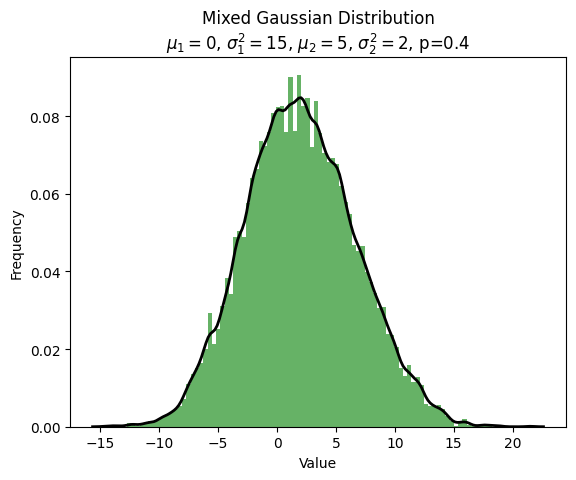 Mixed Gaussian Distribution
μ₁ = 0, σ₁² = 15, μ₂ = 5, σ₂² = 2, p=0.4
Frequency
0.08
0.06
0.04
0.02
0.00
−15 −10 −5 0 5 10 15 20
Value